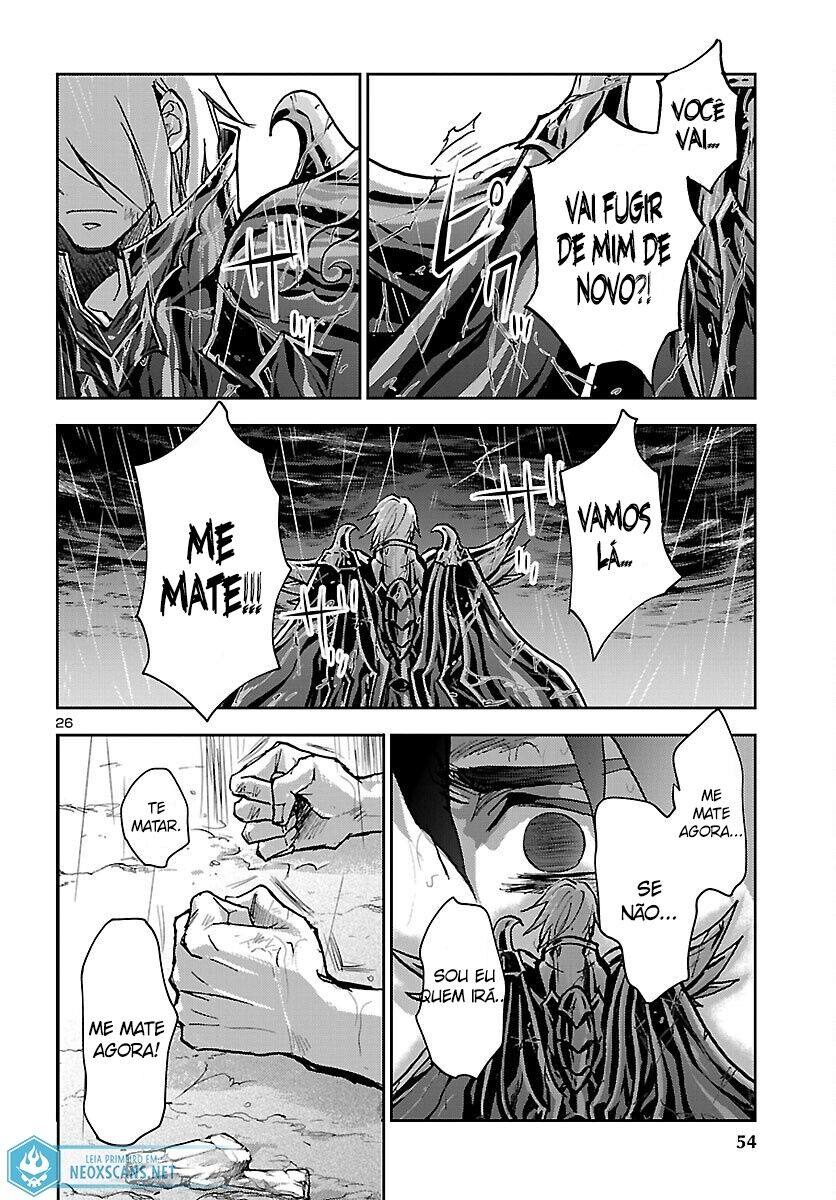 VOCÊ
VAI...
VAI FUGIR
DE MIM DE
NOVO?!
ピ
VAMOS
LÁ...
ME
MATE!!!
26
ME
MATE
AGORA...
SE
NÃO...
SOU EU
QUEM IRÁ...
TE
MATAR.
ME MATE
AGORA!
54
LEIA PRIMEIRO EM:
NEOXSCANS.NET